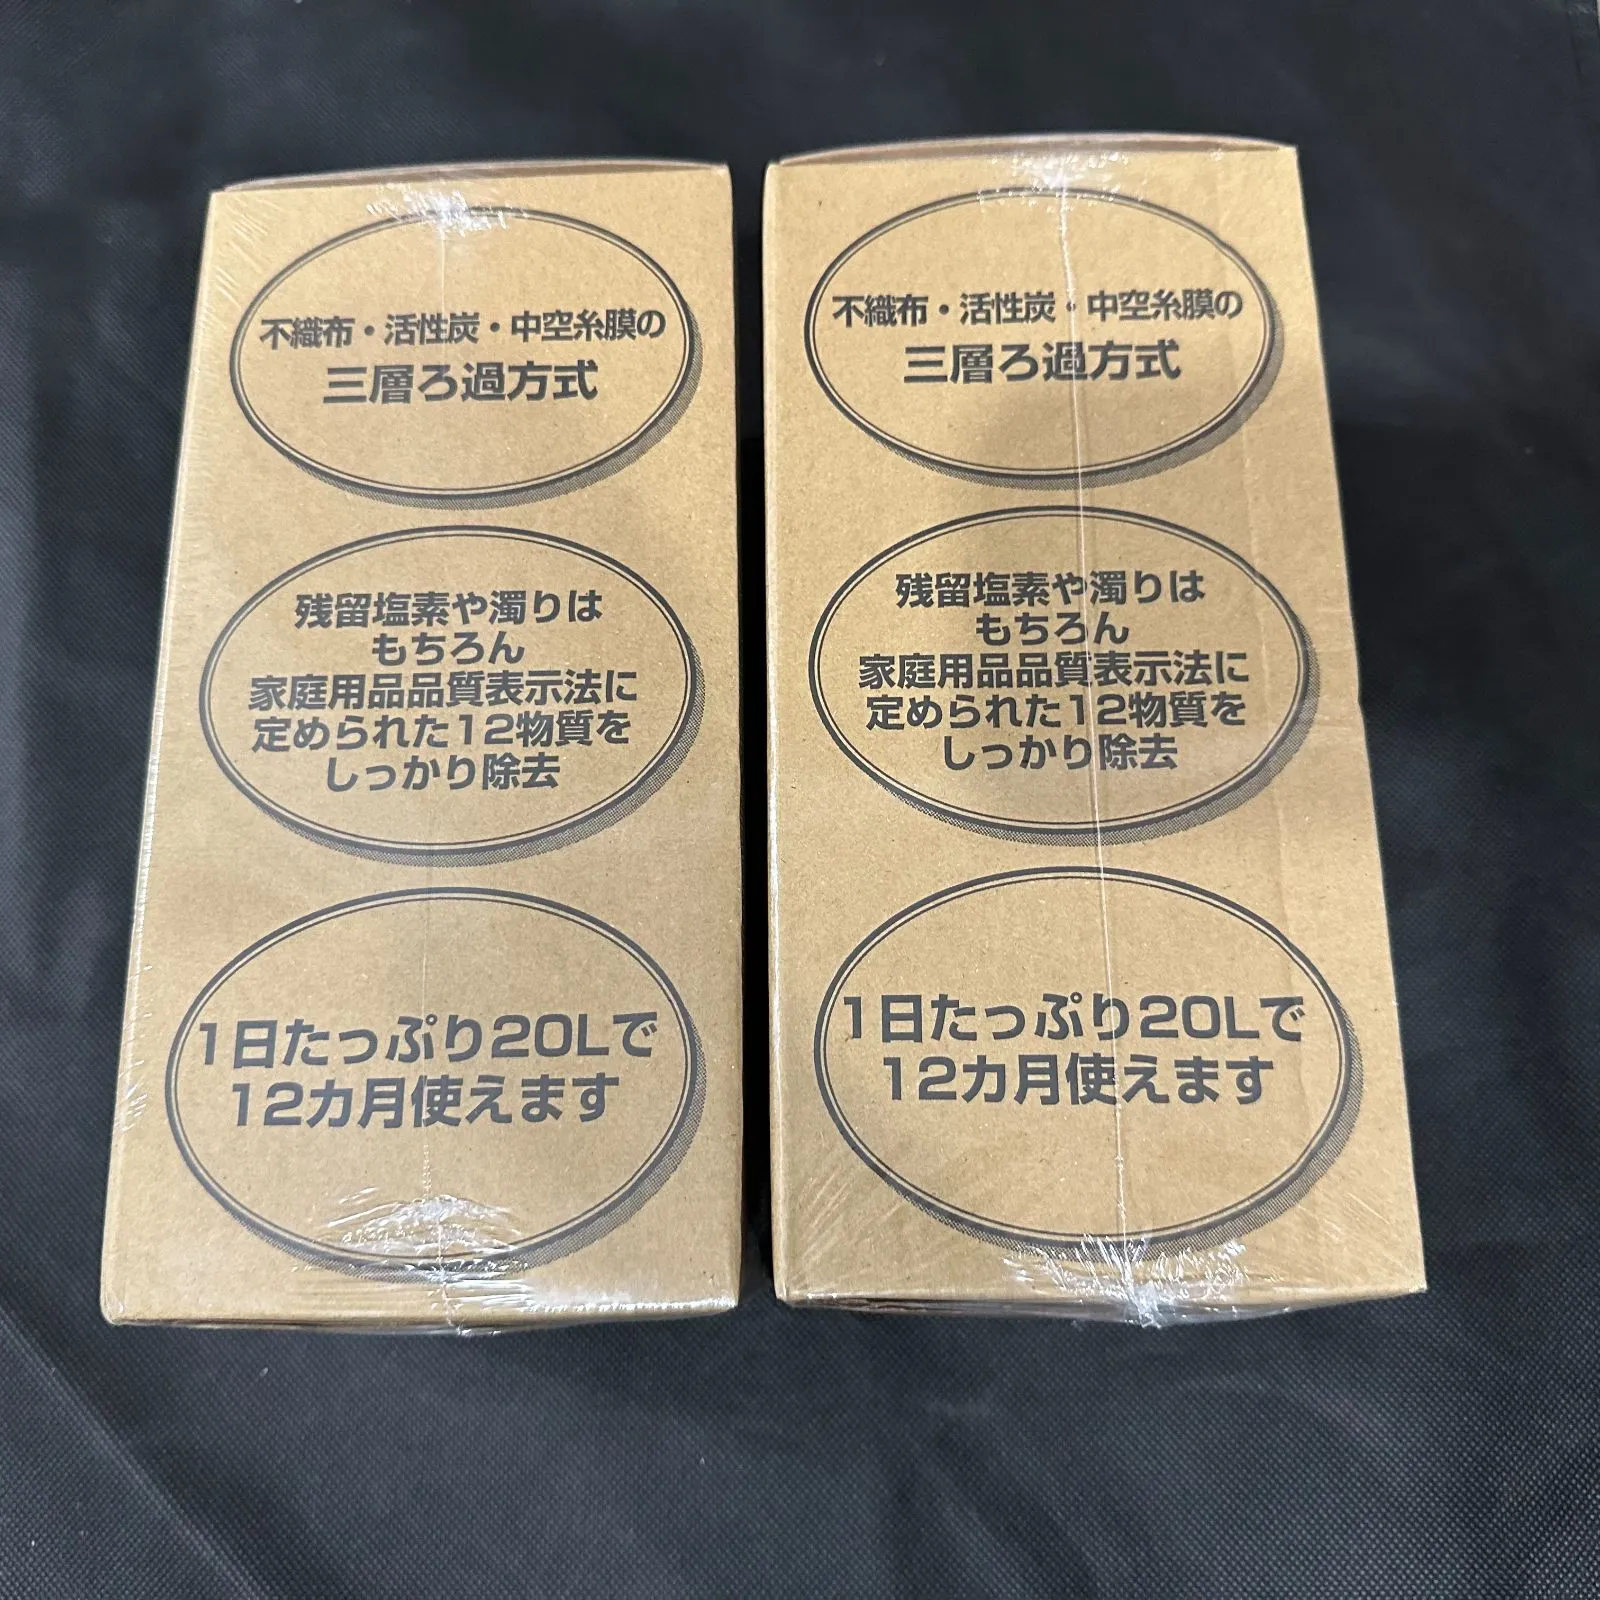 不織布・活性炭・中空糸膜の
三層ろ過方式
残留塩素や濁りは
もちろん
家庭用品品質表示法に
定められた12物質を
しっかり除去
1日たっぷり20Lで
12カ月使えます
不織布・活性炭・中空糸膜の
三層ろ過方式
残留塩素や濁りは
もちろん
家庭用品品質表示法に
定められた12物質を
しっかり除去
1日たっぷり20Lで
12カ月使えます